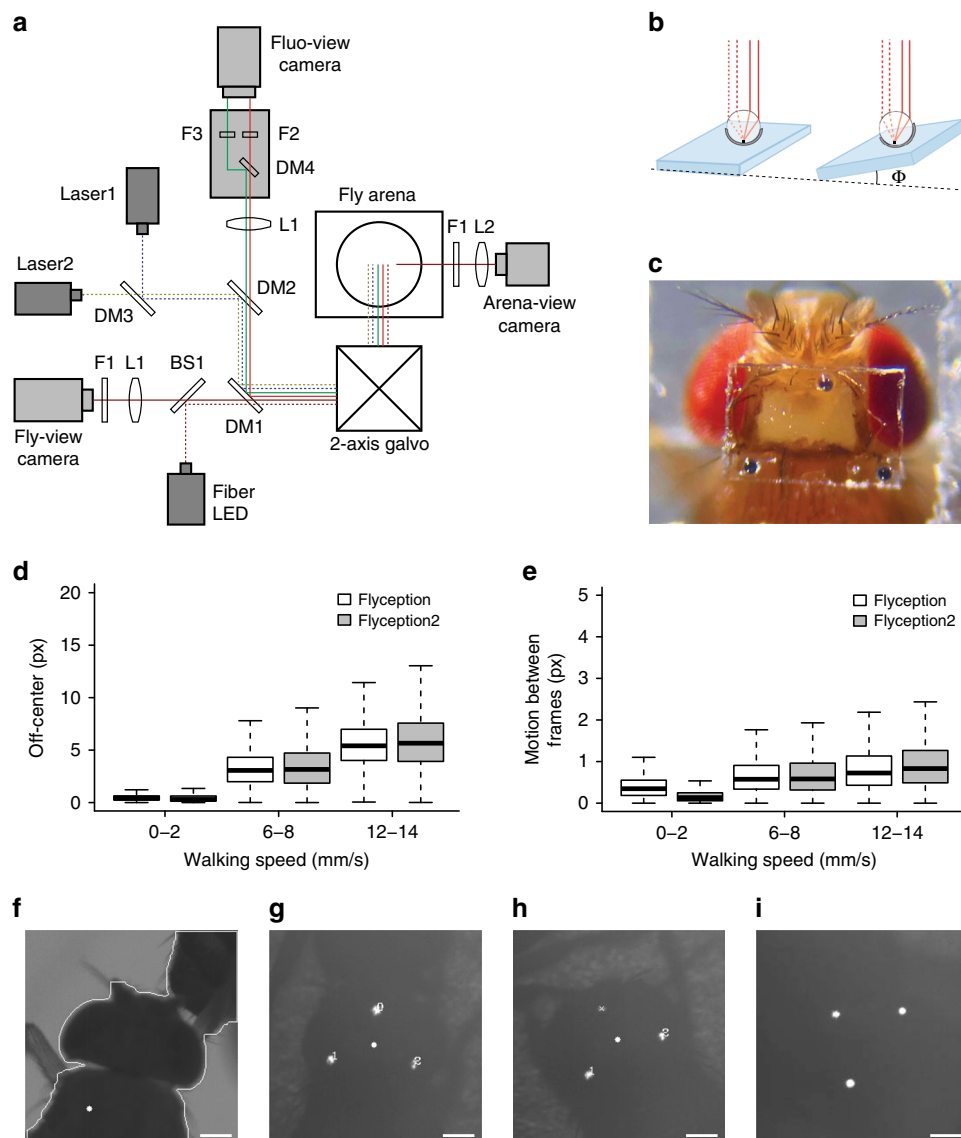 a
Fluo-view
camera
F3
F2
DM4
Laser1
L1
Fly arena
F1 L2
Laser2
DM2
DM3
Arena-view
camera
F1 L1
BS1
DM1
2-axis galvo
Fly-view
camera
Fiber
LED
b
Φ
c
d
Off-center (px)
20
15
10
5
0
Flyception
Flyception2
0–2
6–8
12–14
Walking speed (mm/s)
e
Motion between
frames (px)
5
4
3
2
1
0
Flyception
Flyception2
0–2
6–8
12–14
Walking speed (mm/s)
f
g
0
1
2
h
×
2
1
i